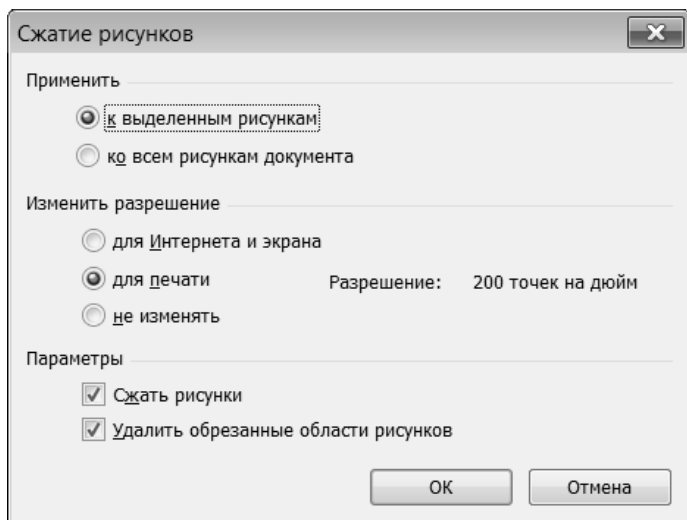 Сжатие рисунков
Применить
к выделенным рисункам
ко всем рисункам документа
Изменить разрешение
для Интернета и экрана
для печати Разрешение: 200 точек на дюйм
не изменять
Параметры
Сжать рисунки
Удалить обрезанные области рисунков
ОК Отмена